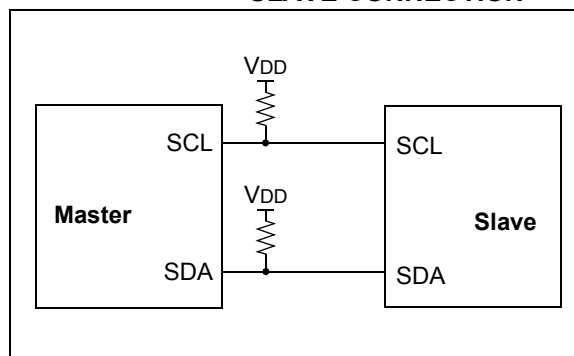 SLAVE CONNECTION
VDD
SCL SCL
VDD
Master Slave
SDA SDA